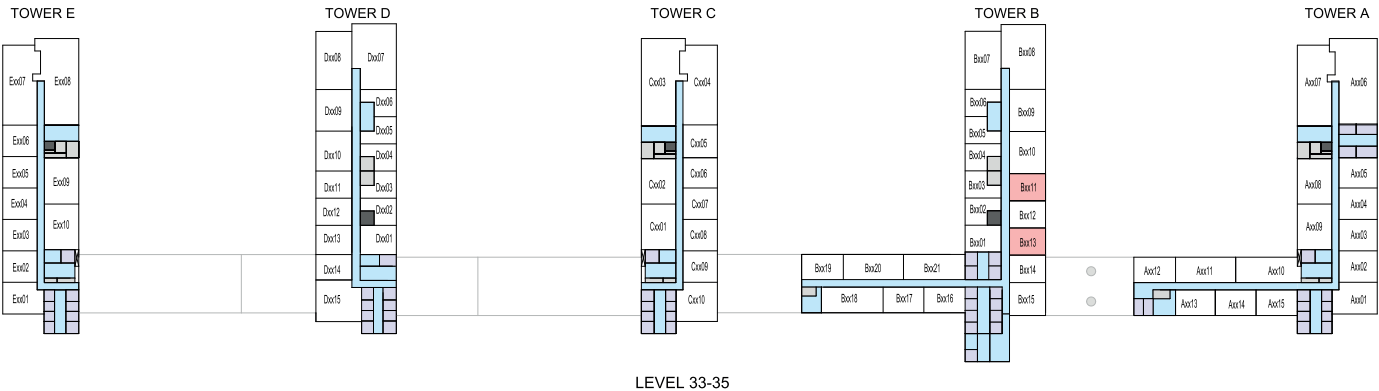 TOWER E
TOWER D
TOWER C
TOWER B
TOWER A
Exx07
Exx08
Exx06
Exx05
Exx09
Exx04
Exx03
Exx10
Exx02
Exx01
Dxx08
Dxx07
Dxx09
Dxx06
Dxx05
Dxx10
Dxx04
Dxx11
Dxx03
Dxx12
Dxx02
Dxx13
Dxx01
Dxx14
Dxx15
Cxx03
Cxx04
Cxx05
Cxx02
Cxx06
Cxx07
Cxx01
Cxx08
Cxx09
Cxx10
Bxx07
Bxx08
Bxx06
Bxx09
Bxx05
Bxx04
Bxx10
Bxx03
Bxx11
Bxx02
Bxx12
Bxx01
Bxx13
Bxx19
Bxx20
Bxx21
Bxx14
Bxx18
Bxx17
Bxx16
Bxx15
Axx07
Axx06
Axx08
Axx05
Axx04
Axx09
Axx03
Axx12
Axx11
Axx10
Axx02
Axx13
Axx14
Axx15
Axx01
LEVEL 33-35